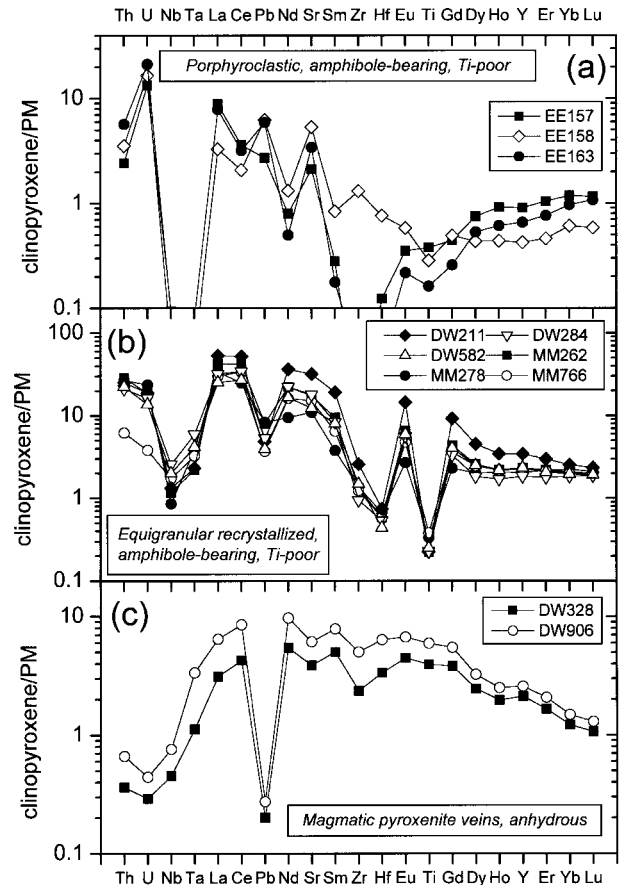 Th U Nb Ta La Ce Pb Nd Sr Sm Zr Hf Eu Ti Gd Dy Ho Y Er Yb Lu
Porphyroclastic, amphibole-bearing, Ti-poor
(a)
EE157
EE158
EE163
clinopyroxene/PM
10
1
0.1
(b)
DW211 DW284
DW582 MM262
MM278 MM766
clinopyroxene/PM
100
10
1
0.1
Equigranular recrystallized,
amphibole-bearing, Ti-poor
(c)
DW328
DW906
clinopyroxene/PM
10
1
0.1
Magmatic pyroxenite veins, anhydrous
Th U Nb Ta La Ce Pb Nd Sr Sm Zr Hf Eu Ti Gd Dy Ho Y Er Yb Lu